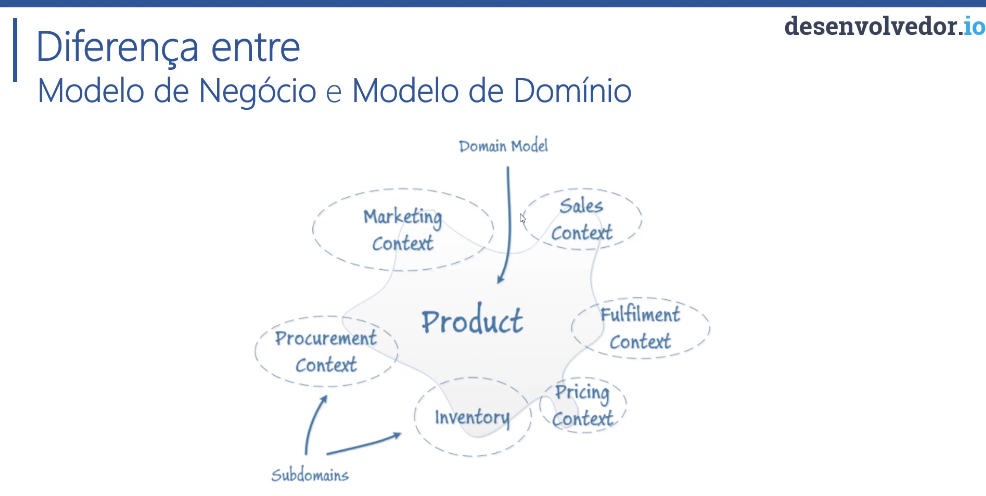 desenvolvedor.io
Diferença entre
Modelo de Negócio e Modelo de Domínio
Domain Model
Marketing
Context
Sales
Context
Product
Fulfilment
Context
Procurement
Context
Pricing
Context
Inventory
Subdomains